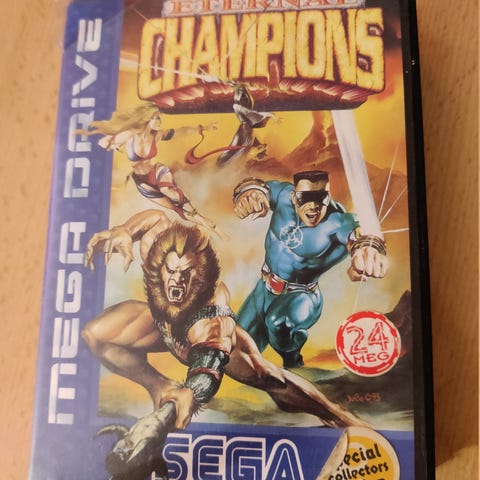 ETERNAL
CHAMPIONS
MEGA DRIVE
24
MEG
SEGA
Special
collectors